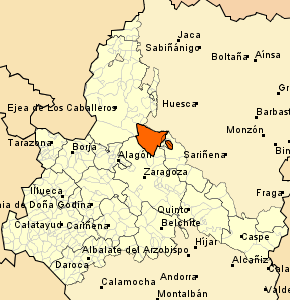 Jaca
Sabiñánigo
Boltaña
Aínsa
Gr
Ejea de Los Caballeros
Huesca
Barbast
Monzón
Tarazona
Borja
Bin
Alagón
Sariñena
Zaragoza
Illueca
Fraga
nia de Doña Godina
Quinto
Calatayud
Cariñena
Belchite
Caspe
Híjar
Albalate del Arzobispo
Daroca
Alcañiz
Calamocha
Andorra
Valde
Montalbán